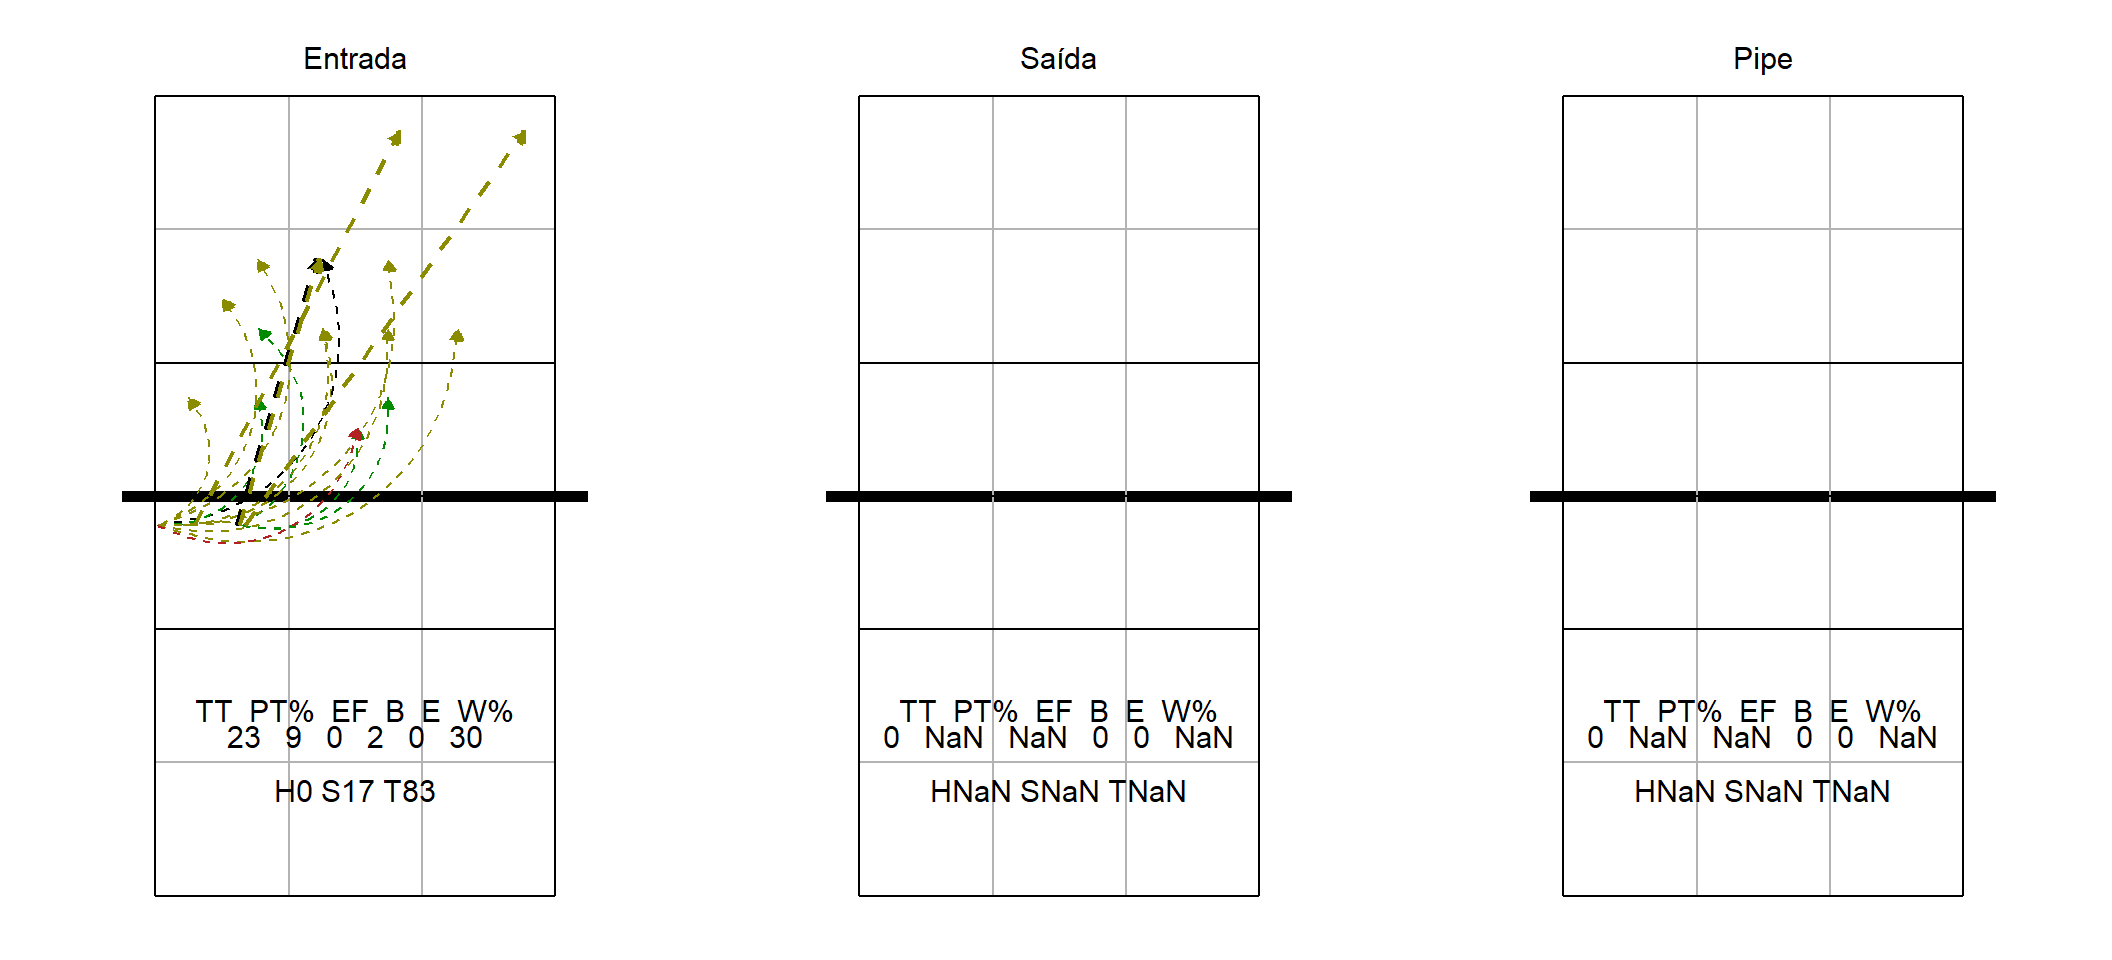 Entrada
TT PT% EF B E W%
23 9 0 2 0 30
H0 S17 T83
Saída
TT PT% EF B E W%
0 NaN NaN 0 0 NaN
HNaN SNaN TNaN
Pipe
TT PT% EF B E W%
0 NaN NaN 0 0 NaN
HNaN SNaN TNaN